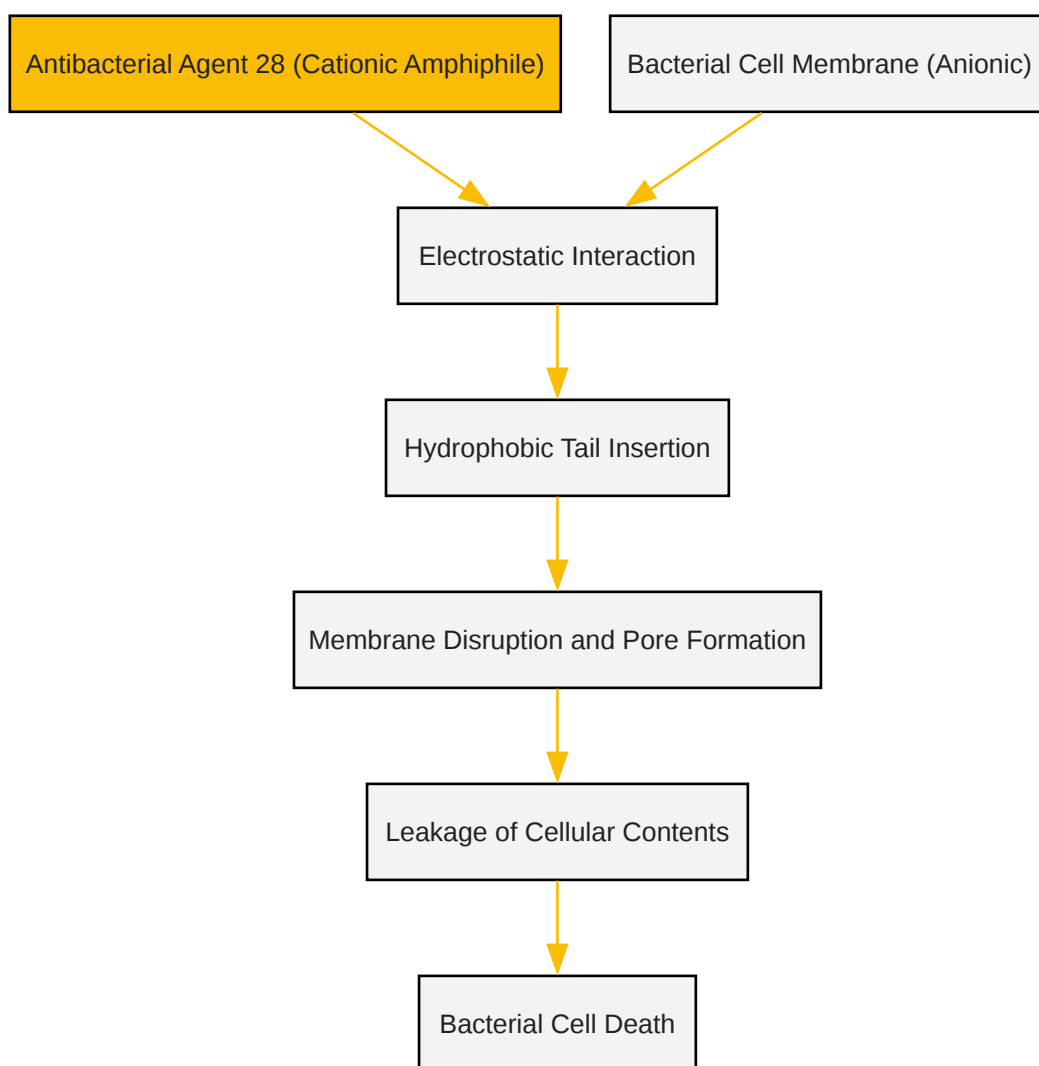 Antibacterial Agent 28 (Cationic Amphiphile)
Bacterial Cell Membrane (Anionic)
Electrostatic Interaction
Hydrophobic Tail Insertion
Membrane Disruption and Pore Formation
Leakage of Cellular Contents
Bacterial Cell Death